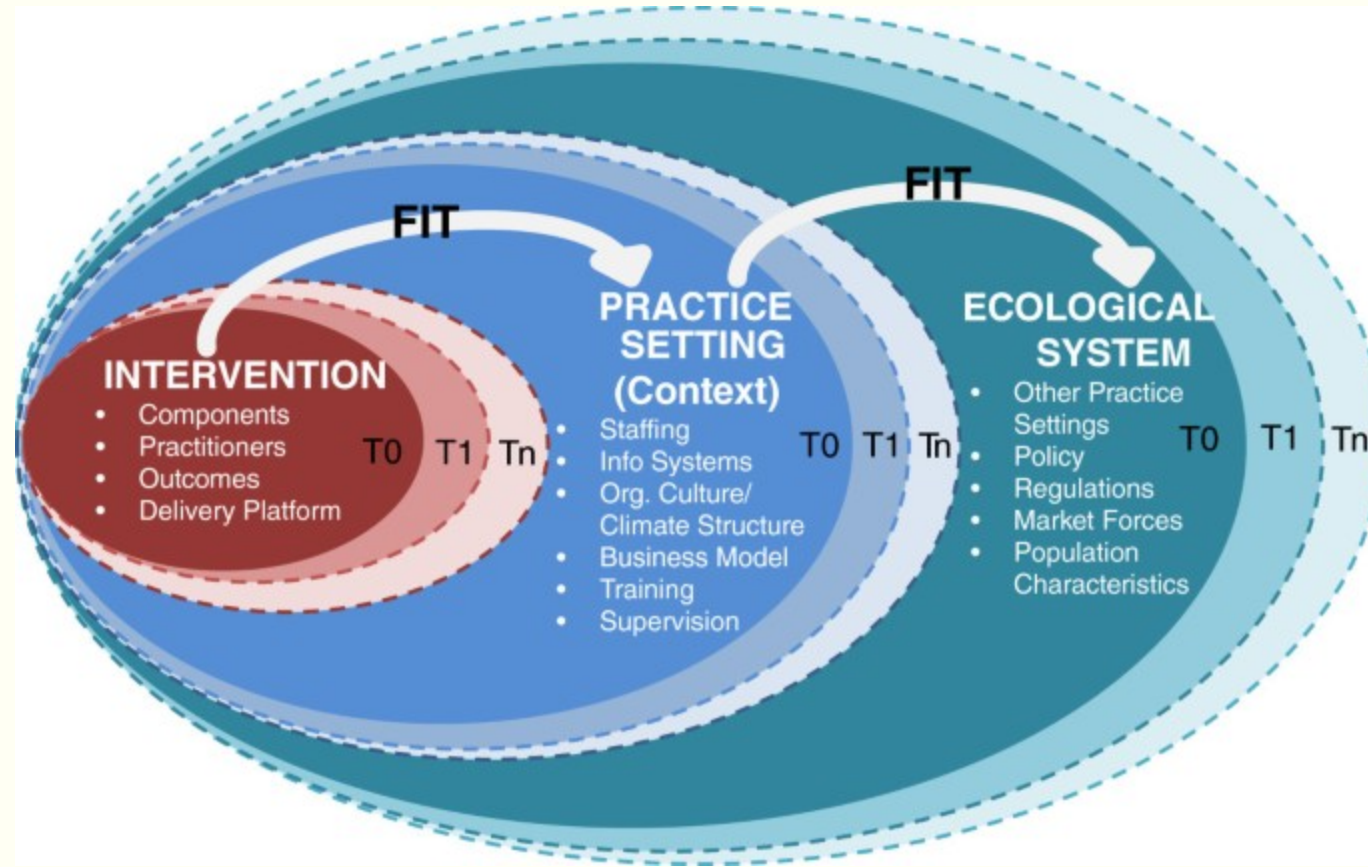 FIT
INTERVENTION
• Components
• Practitioners
• Outcomes
• Delivery Platform
T0
T1
Tn
FIT
PRACTICE
SETTING
(Context)
• Staffing
• Info Systems
• Org. Culture/
Climate Structure
• Business Model
• Training
• Supervision
T0
T1
Tn
ECOLOGICAL
SYSTEM
• Other Practice
Settings
• Policy
• Regulations
• Market Forces
• Population
Characteristics
T0
T1
Tn